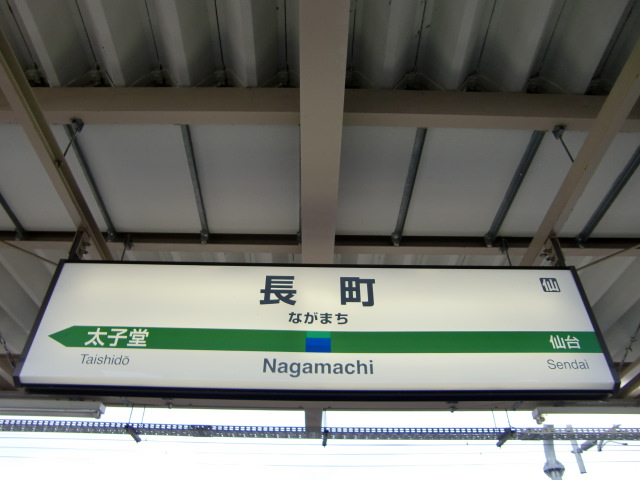 仙
長町
ながまち
太子堂 仙台
Taishidō Nagamachi Sendai